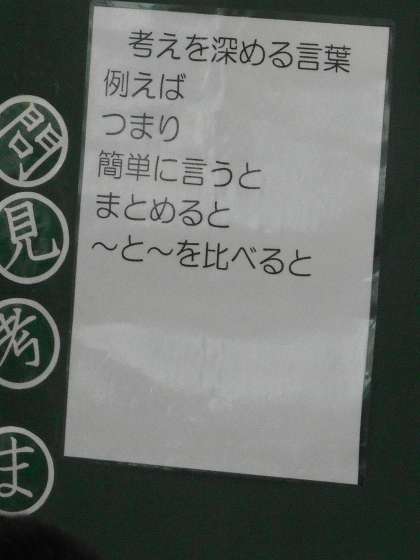 考えを深める言葉
例えば
つまり
簡単に言うと
まとめると
～と～を比べると
問
見
考
ま